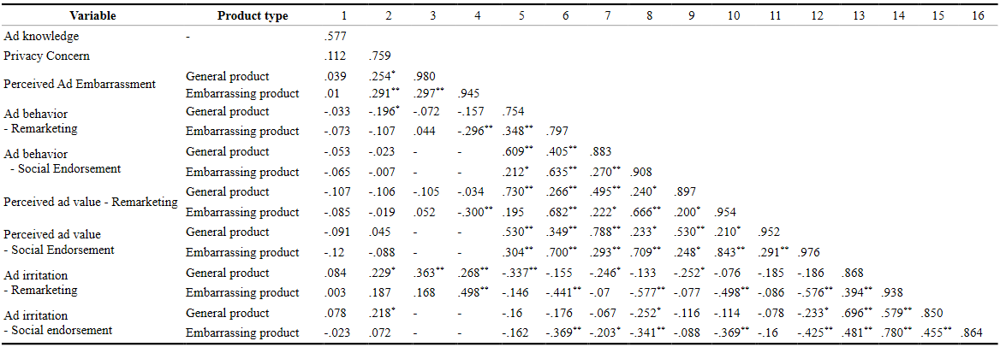 Variable Product type 1 2 3 4 5 6 7 8 9 10 11 12 13 14 15 16
Ad knowledge - .577
Privacy Concern .112 .759
Perceived Ad Embarrassment General product .039 .254* .980
Embarrassing product .01 .291** .297** .945
Ad behavior - Remarketing General product -.033 -.196* -.072 -.157 .754
Embarrassing product -.073 -.107 .044 -.296** .348** .797
Ad behavior - Social Endorsement General product -.053 -.023 - - .609** .405** .883
Embarrassing product -.065 -.007 - - .212* .635** .270** .908
Perceived ad value - Remarketing General product -.107 -.106 -.105 -.034 .730** .266** .495** .240* .897
Embarrassing product -.085 -.019 .052 -.300** .195 .682** .222* .666** .200* .954
Perceived ad value - Social Endorsement General product -.091 .045 - - .530** .349** .788** .233* .530** .210* .952
Embarrassing product -.12 -.088 - - .304** .700** .293** .709** .248* .843** .291** .976
Ad irritation - Remarketing General product .084 .229* .363** .268** -.337** -.155 -.246* -.133 -.252* -.076 -.185 -.186 .868
Embarrassing product .003 .187 .168 .498** -.146 -.441** -.07 -.577** -.077 -.498** -.086 -.576** .394** .938
Ad irritation - Social endorsement General product .078 .218* - - -.16 -.176 -.067 -.252* -.116 -.114 -.078 -.233* .696** .579** .850
Embarrassing product -.023 .072 - - -.162 -.369** -.203* -.341** -.088 -.369** -.16 -.425** .481** .780** .455** .864